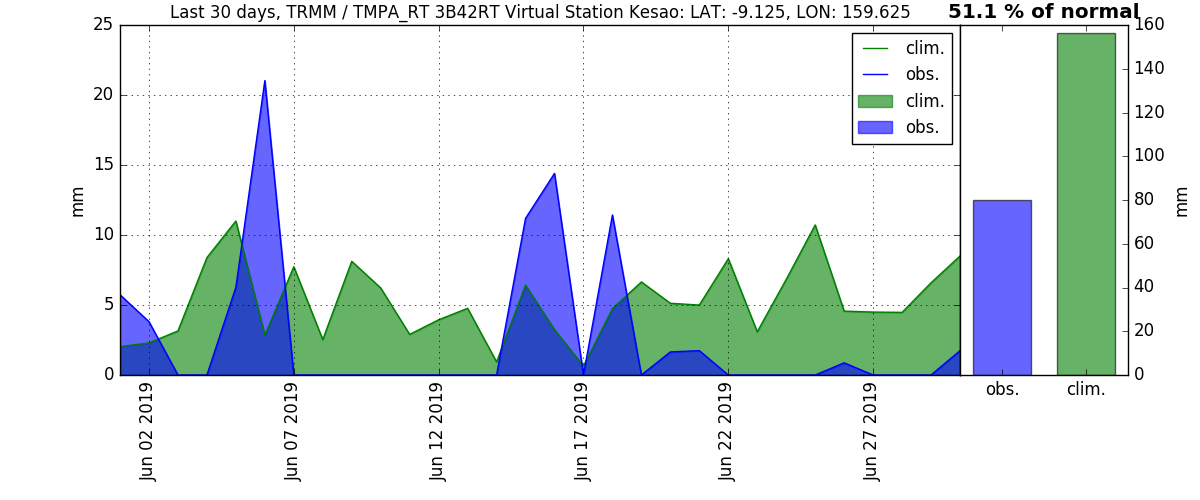 Last 30 days, TRMM / TMPA_RT 3B42RT Virtual Station Kesao: LAT: -9.125, LON: 159.625
51.1 % of normal
25
20
15
10
5
0
mm
clim.
obs.
clim.
obs.
Jun 02 2019
Jun 07 2019
Jun 12 2019
Jun 17 2019
Jun 22 2019
Jun 27 2019
160
140
120
100
80
60
40
20
0
mm
obs.
clim.